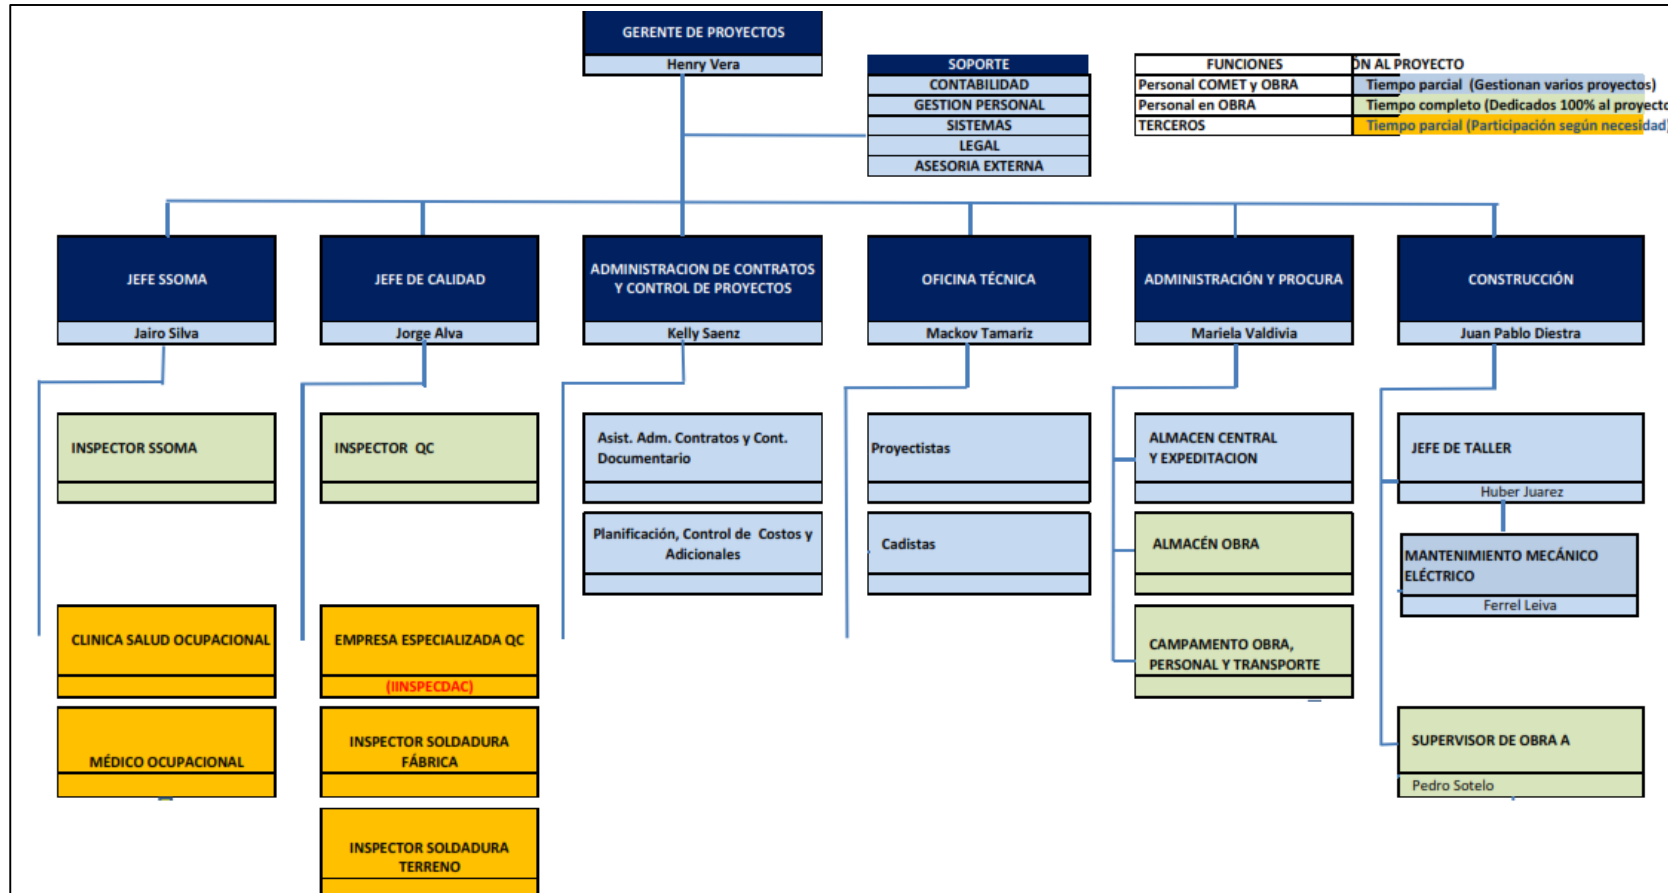 GERENTE DE PROYECTOS
Henry Vera
SOPORTE
CONTABILIDAD
GESTION PERSONAL
SISTEMAS
LEGAL
ASESORIA EXTERNA
FUNCIONES
ÓN AL PROYECTO
Personal COMET y OBRA
Tiempo parcial (Gestionan varios proyectos)
Personal en OBRA
Tiempo completo (Dedicados 100% al proyecto
TERCEROS
Tiempo parcial (Participación según necesidad)
JEFE SSOMA
Jairo Silva
JEFE DE CALIDAD
Jorge Alva
ADMINISTRACION DE CONTRATOS
Y CONTROL DE PROYECTOS
Kelly Saenz
OFICINA TÉCNICA
Mackov Tamariz
ADMINISTRACIÓN Y PROCURA
Mariela Valdivia
CONSTRUCCIÓN
Juan Pablo Diestra
INSPECTOR SSOMA
CLINICA SALUD OCUPACIONAL
MÉDICO OCUPACIONAL
INSPECTOR QC
EMPRESA ESPECIALIZADA QC
(IINSPECDAC)
INSPECTOR SOLDADURA
FÁBRICA
INSPECTOR SOLDADURA
TERRENO
Asist. Adm. Contratos y Cont.
Documentario
Planificación, Control de Costos y
Adicionales
Proyectistas
Cadistas
ALMACEN CENTRAL
Y EXPEDITACION
ALMACÉN OBRA
CAMPAMENTO OBRA,
PERSONAL Y TRANSPORTE
JEFE DE TALLER
Huber Juarez
MANTENIMIENTO MECÁNICO
ELÉCTRICO
Ferrel Leiva
SUPERVISOR DE OBRA A
Pedro Sotelo